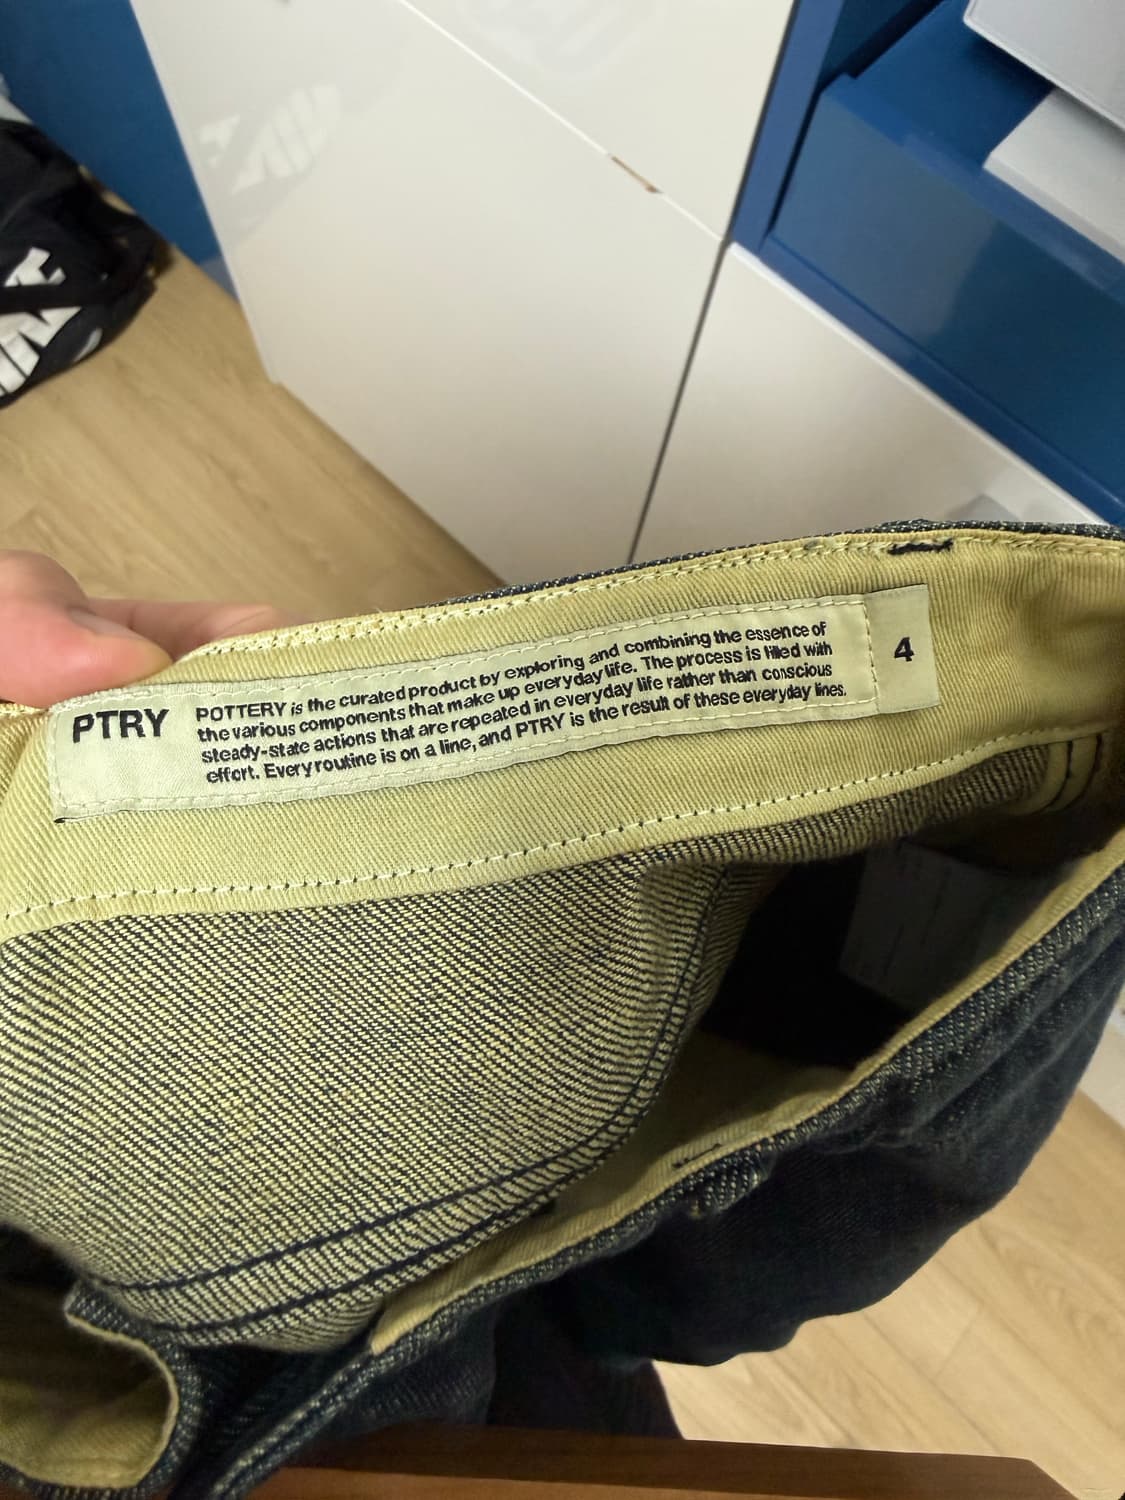 PTRY
POTTERY is the curated product by exploring and combining the essence of
the various components that make up everyday life. The process is filled with
steady-state actions that are repeated in everyday life rather than conscious
effort. Every routine is on a line, and PTRY is the result of these everyday lines.
4